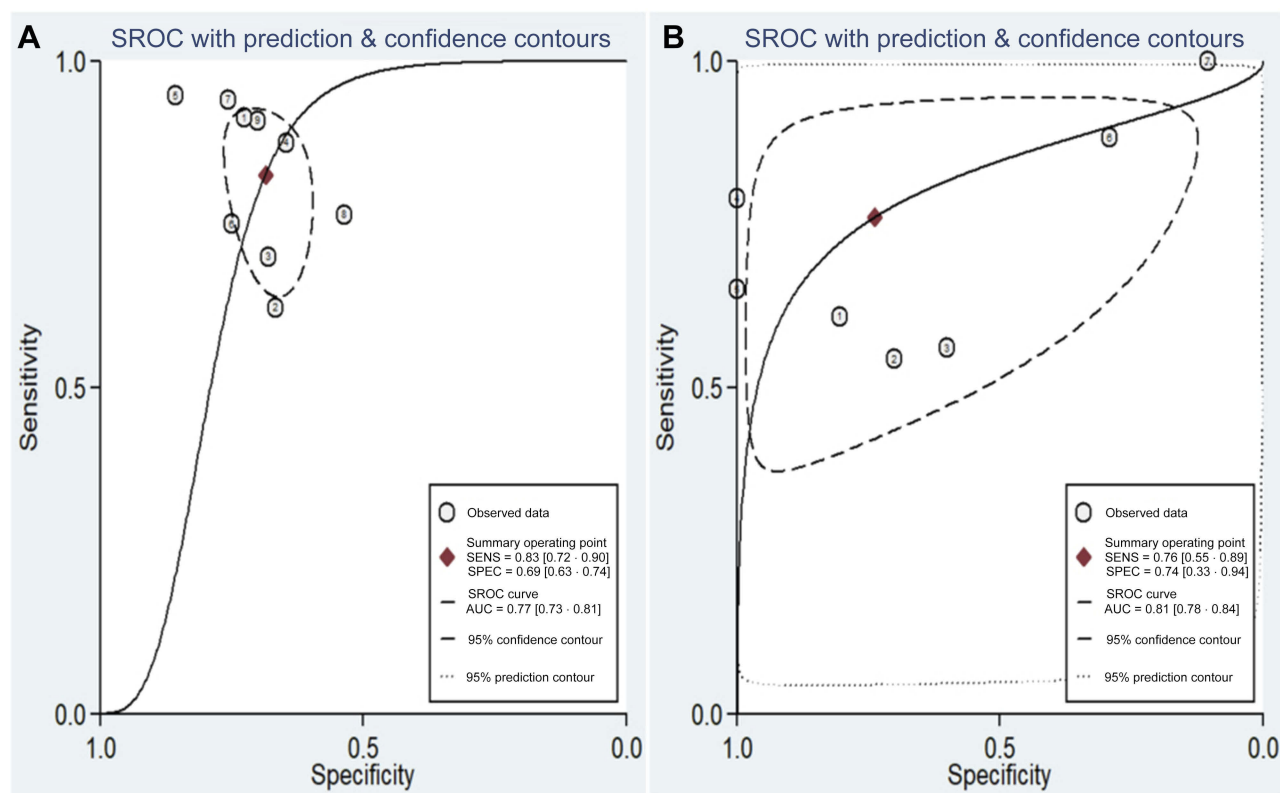 A
SROC with prediction & confidence contours
1.0
0.5
0.0
Sensitivity
5
7
1
9
4
6
8
3
2
Observed data
Summary operating point
SENS = 0.83 [0.72 · 0.90]
SPEC = 0.69 [0.63 · 0.74]
SROC curve
AUC = 0.77 [0.73 · 0.81]
95% confidence contour
95% prediction contour
1.0
0.5
0.0
Specificity
B
SROC with prediction & confidence contours
1.0
0.5
0.0
Sensitivity
7
6
4
1
2
3
Observed data
Summary operating point
SENS = 0.76 [0.55 · 0.89]
SPEC = 0.74 [0.33 · 0.94]
SROC curve
AUC = 0.81 [0.78 · 0.84]
95% confidence contour
95% prediction contour
1.0
0.5
0.0
Specificity